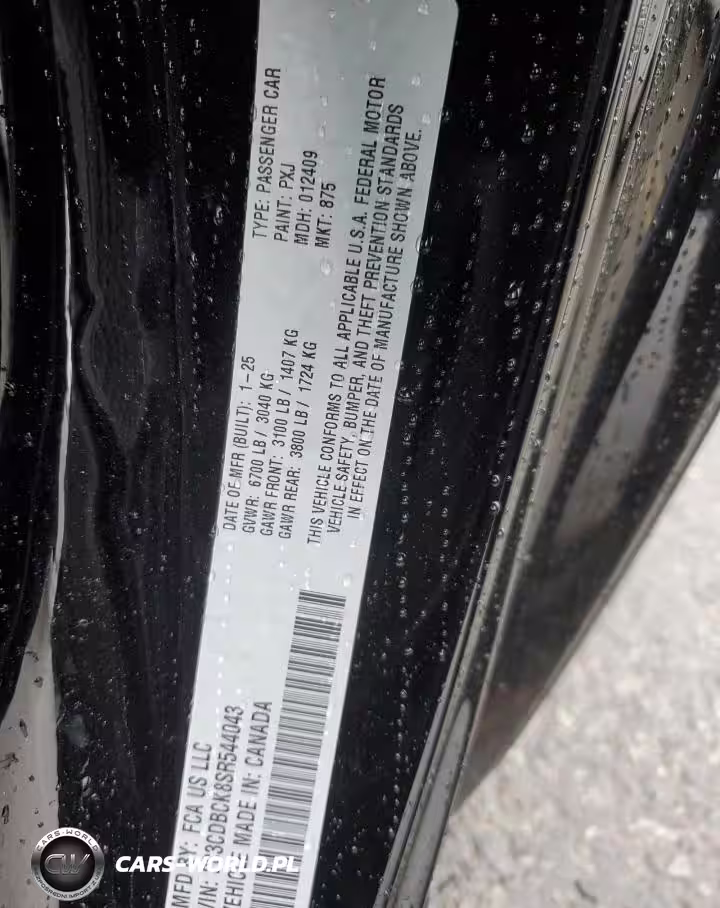 MFD BY: FCA US LLC
DATE OF MFR (BUILT): 1-25
TYPE: PASSENGER CAR
GVWR: 6700 LB / 3040 KG
PAINT: PXJ
GAWR FRONT: 3100 LB / 1407 KG
MDH: 012409
GAWR REAR: 3800 LB / 1724 KG
MKT: 875
THIS VEHICLE CONFORMS TO ALL APPLICABLE U.S.A. FEDERAL MOTOR
VEHICLE SAFETY, BUMPER, AND THEFT PREVENTION STANDARDS
IN EFFECT ON THE DATE OF MANUFACTURE SHOWN ABOVE.
VIN: 2C3CDBCK8SR544043
VEHICLE MADE IN: CANADA
CARS-WORLD
CW
CARS-WORLD.PL